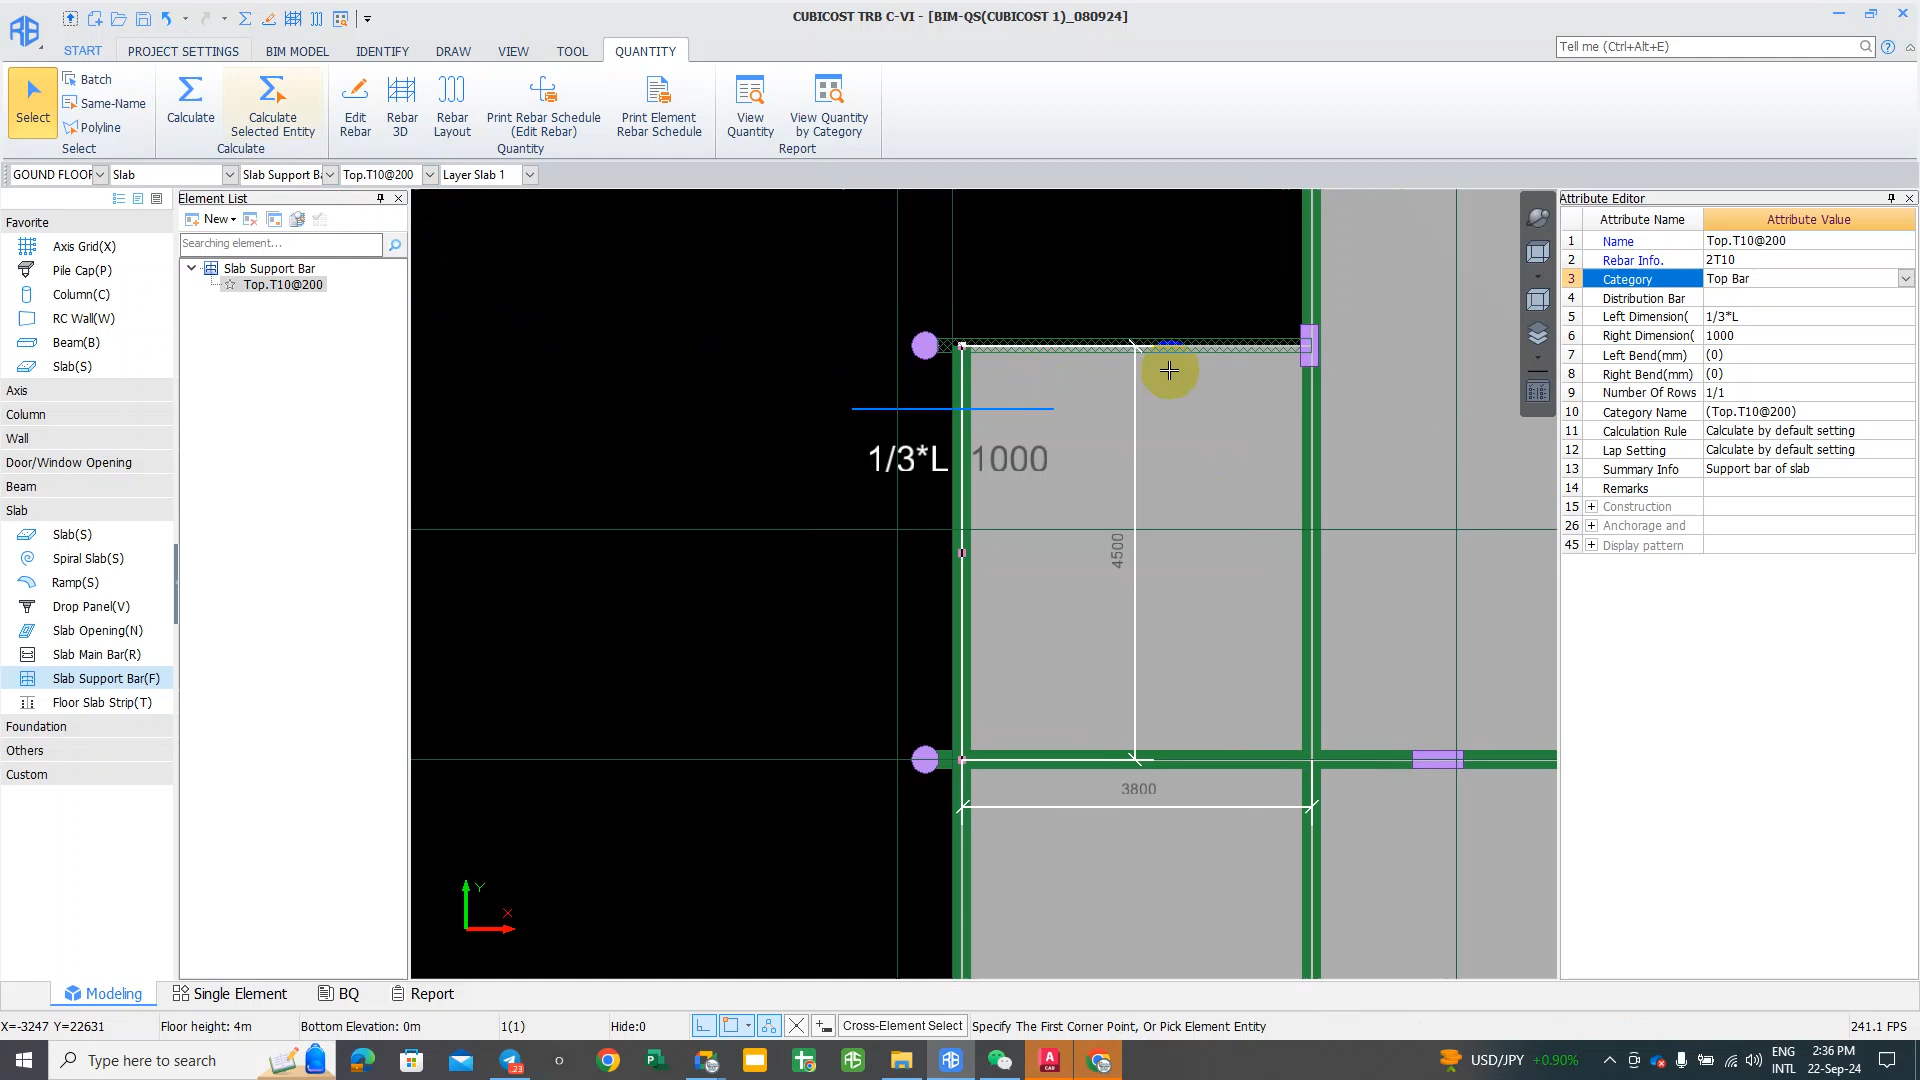 CUBICOST TRB C-VI - [BIM-QS(CUBICOST 1)_080924]
START PROJECT SETTINGS BIM MODEL IDENTIFY DRAW VIEW TOOL QUANTITY
Tell me (Ctrl+Alt+E)
Select
Batch
Same-Name
Polyline
Select
Calculate
Calculate Selected Entity
Calculate
Edit Rebar
Rebar 3D
Rebar Layout
Print Rebar Schedule (Edit Rebar)
Print Element Rebar Schedule
Quantity
View Quantity
View Quantity by Category
Report
GOUND FLOOR Slab Slab Support Ba Top.T10@200 Layer Slab 1
Favorite
Axis Grid(X)
Pile Cap(P)
Column(C)
RC Wall(W)
Beam(B)
Slab(S)
Axis
Column
Wall
Door/Window Opening
Beam
Slab
Slab(S)
Spiral Slab(S)
Ramp(S)
Drop Panel(V)
Slab Opening(N)
Slab Main Bar(R)
Slab Support Bar(F)
Floor Slab Strip(T)
Foundation
Others
Custom
Element List
New
Searching element...
Slab Support Bar
Top.T10@200
1/3*L 1000
4500
3800
Y
X
Attribute Editor
Attribute Name Attribute Value
1 Name Top.T10@200
2 Rebar Info. 2T10
3 Category Top Bar
4 Distribution Bar
5 Left Dimension( 1/3*L
6 Right Dimension( 1000
7 Left Bend(mm) (0)
8 Right Bend(mm) (0)
9 Number Of Rows 1/1
10 Category Name (Top.T10@200)
11 Calculation Rule Calculate by default setting
12 Lap Setting Calculate by default setting
13 Summary Info Support bar of slab
14 Remarks
15 + Construction
26 + Anchorage and
45 + Display pattern
Modeling Single Element BQ Report
X=-3247 Y=22631 Floor height: 4m Bottom Elevation: 0m 1(1) Hide:0 Cross-Element Select Specify The First Corner Point, Or Pick Element Entity 241.1 FPS
Type here to search
23
USD/JPY +0.90%
ENG
INTL
2:36 PM
22-Sep-24